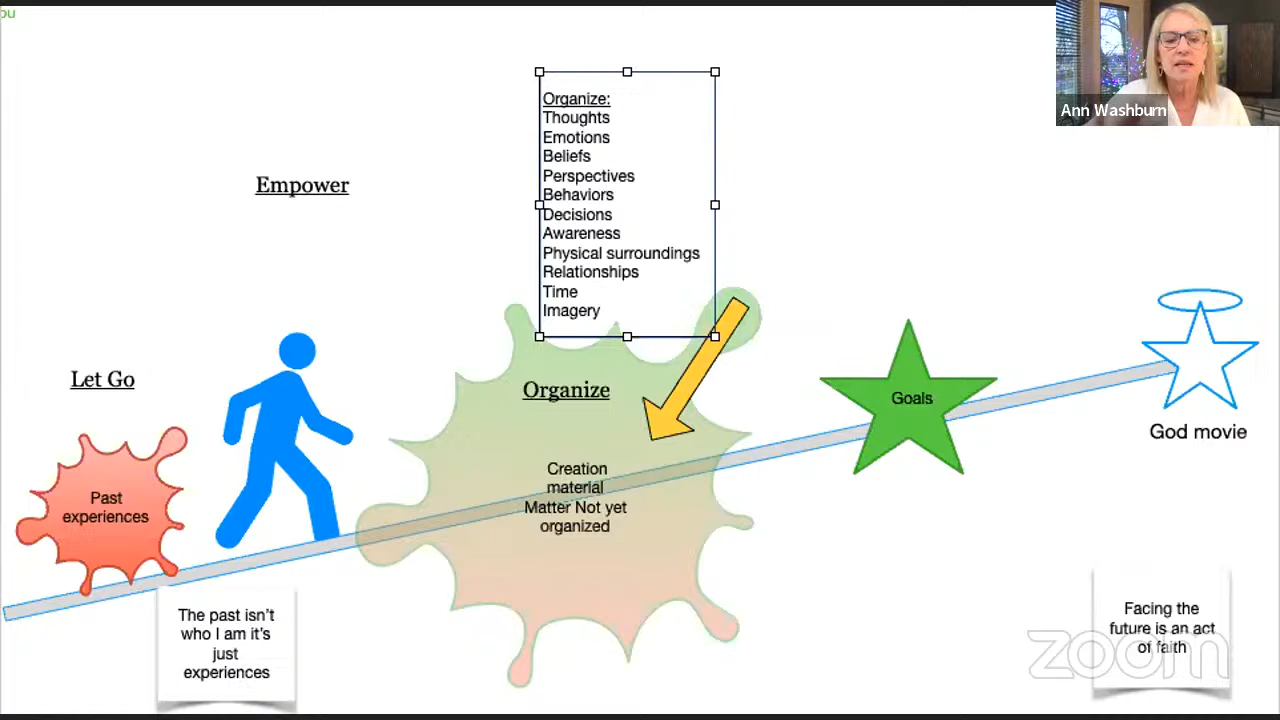 ou
Ann Washburn
Organize:
Thoughts
Emotions
Beliefs
Perspectives
Behaviors
Decisions
Awareness
Physical surroundings
Relationships
Time
Imagery
Empower
Let Go
Organize
Goals
God movie
Past
experiences
Creation
material
Matter Not yet
organized
The past isn't
who I am it's
just
experiences
Facing the
future is an act
of faith
zoom